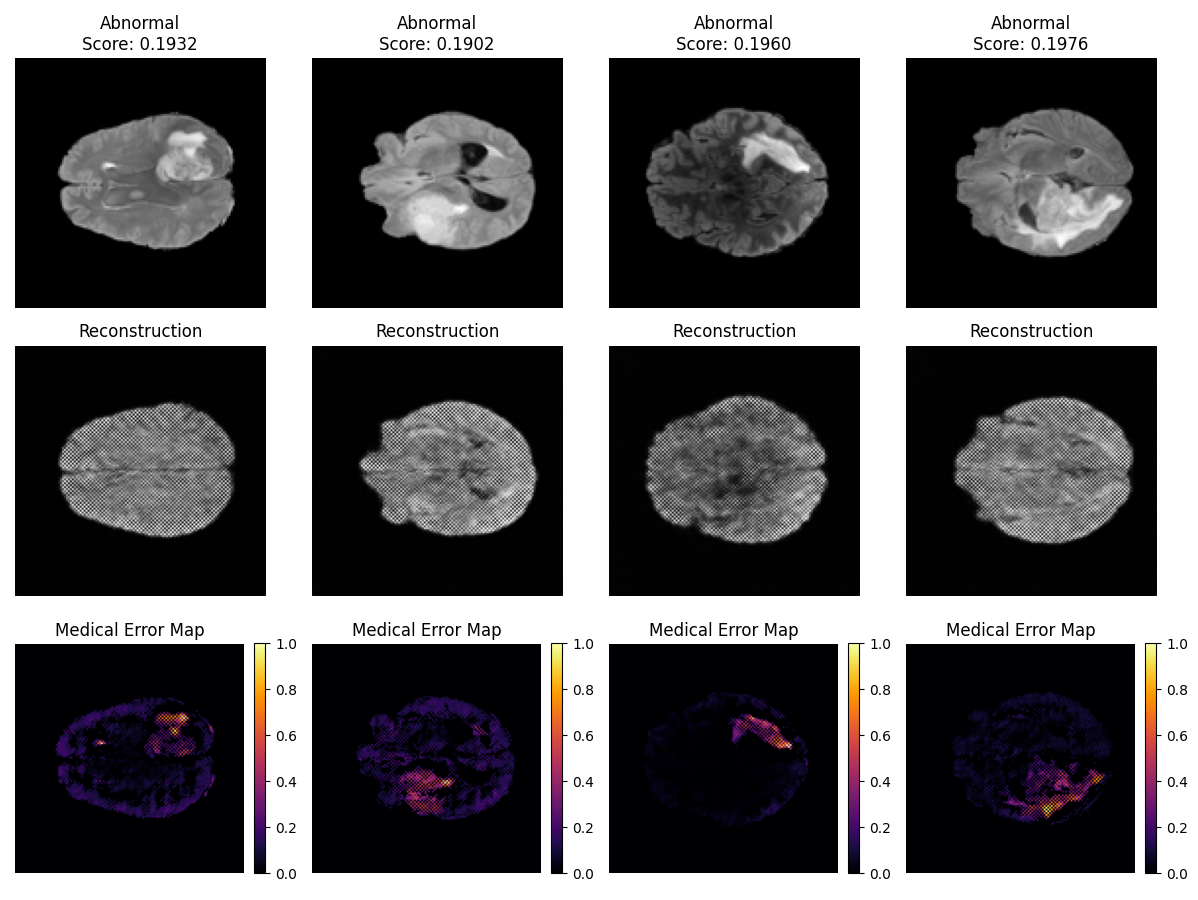 Abnormal
Score: 0.1932
Abnormal
Score: 0.1902
Abnormal
Score: 0.1960
Abnormal
Score: 0.1976
Reconstruction
Reconstruction
Reconstruction
Reconstruction
Medical Error Map
1.0
0.8
0.6
0.4
0.2
0.0
Medical Error Map
1.0
0.8
0.6
0.4
0.2
0.0
Medical Error Map
1.0
0.8
0.6
0.4
0.2
0.0
Medical Error Map
1.0
0.8
0.6
0.4
0.2
0.0